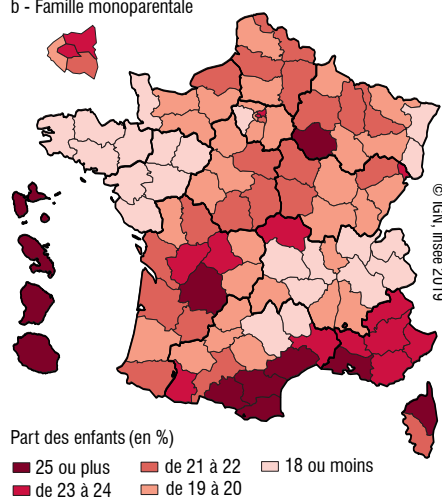 b - Famille monoparentale
© IGN, Insee 2019
Part des enfants (en %)
25 ou plus
de 21 à 22
18 ou moins
de 23 à 24
de 19 à 20